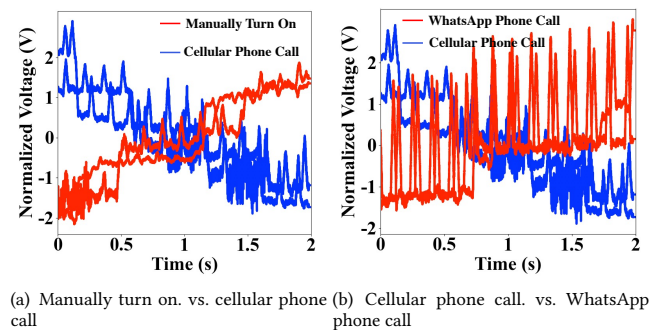 Manually Turn On
Cellular Phone Call
Normalized Voltage (V)
2
1
0
-1
-2
0
0.5
1
1.5
2
Time (s)
WhatsApp Phone Call
Cellular Phone Call
Normalized Voltage (V)
2
1
0
-1
-2
0
0.5
1
1.5
2
Time (s)
(a) Manually turn on. vs. cellular phone
call
(b) Cellular phone call. vs. WhatsApp
phone call